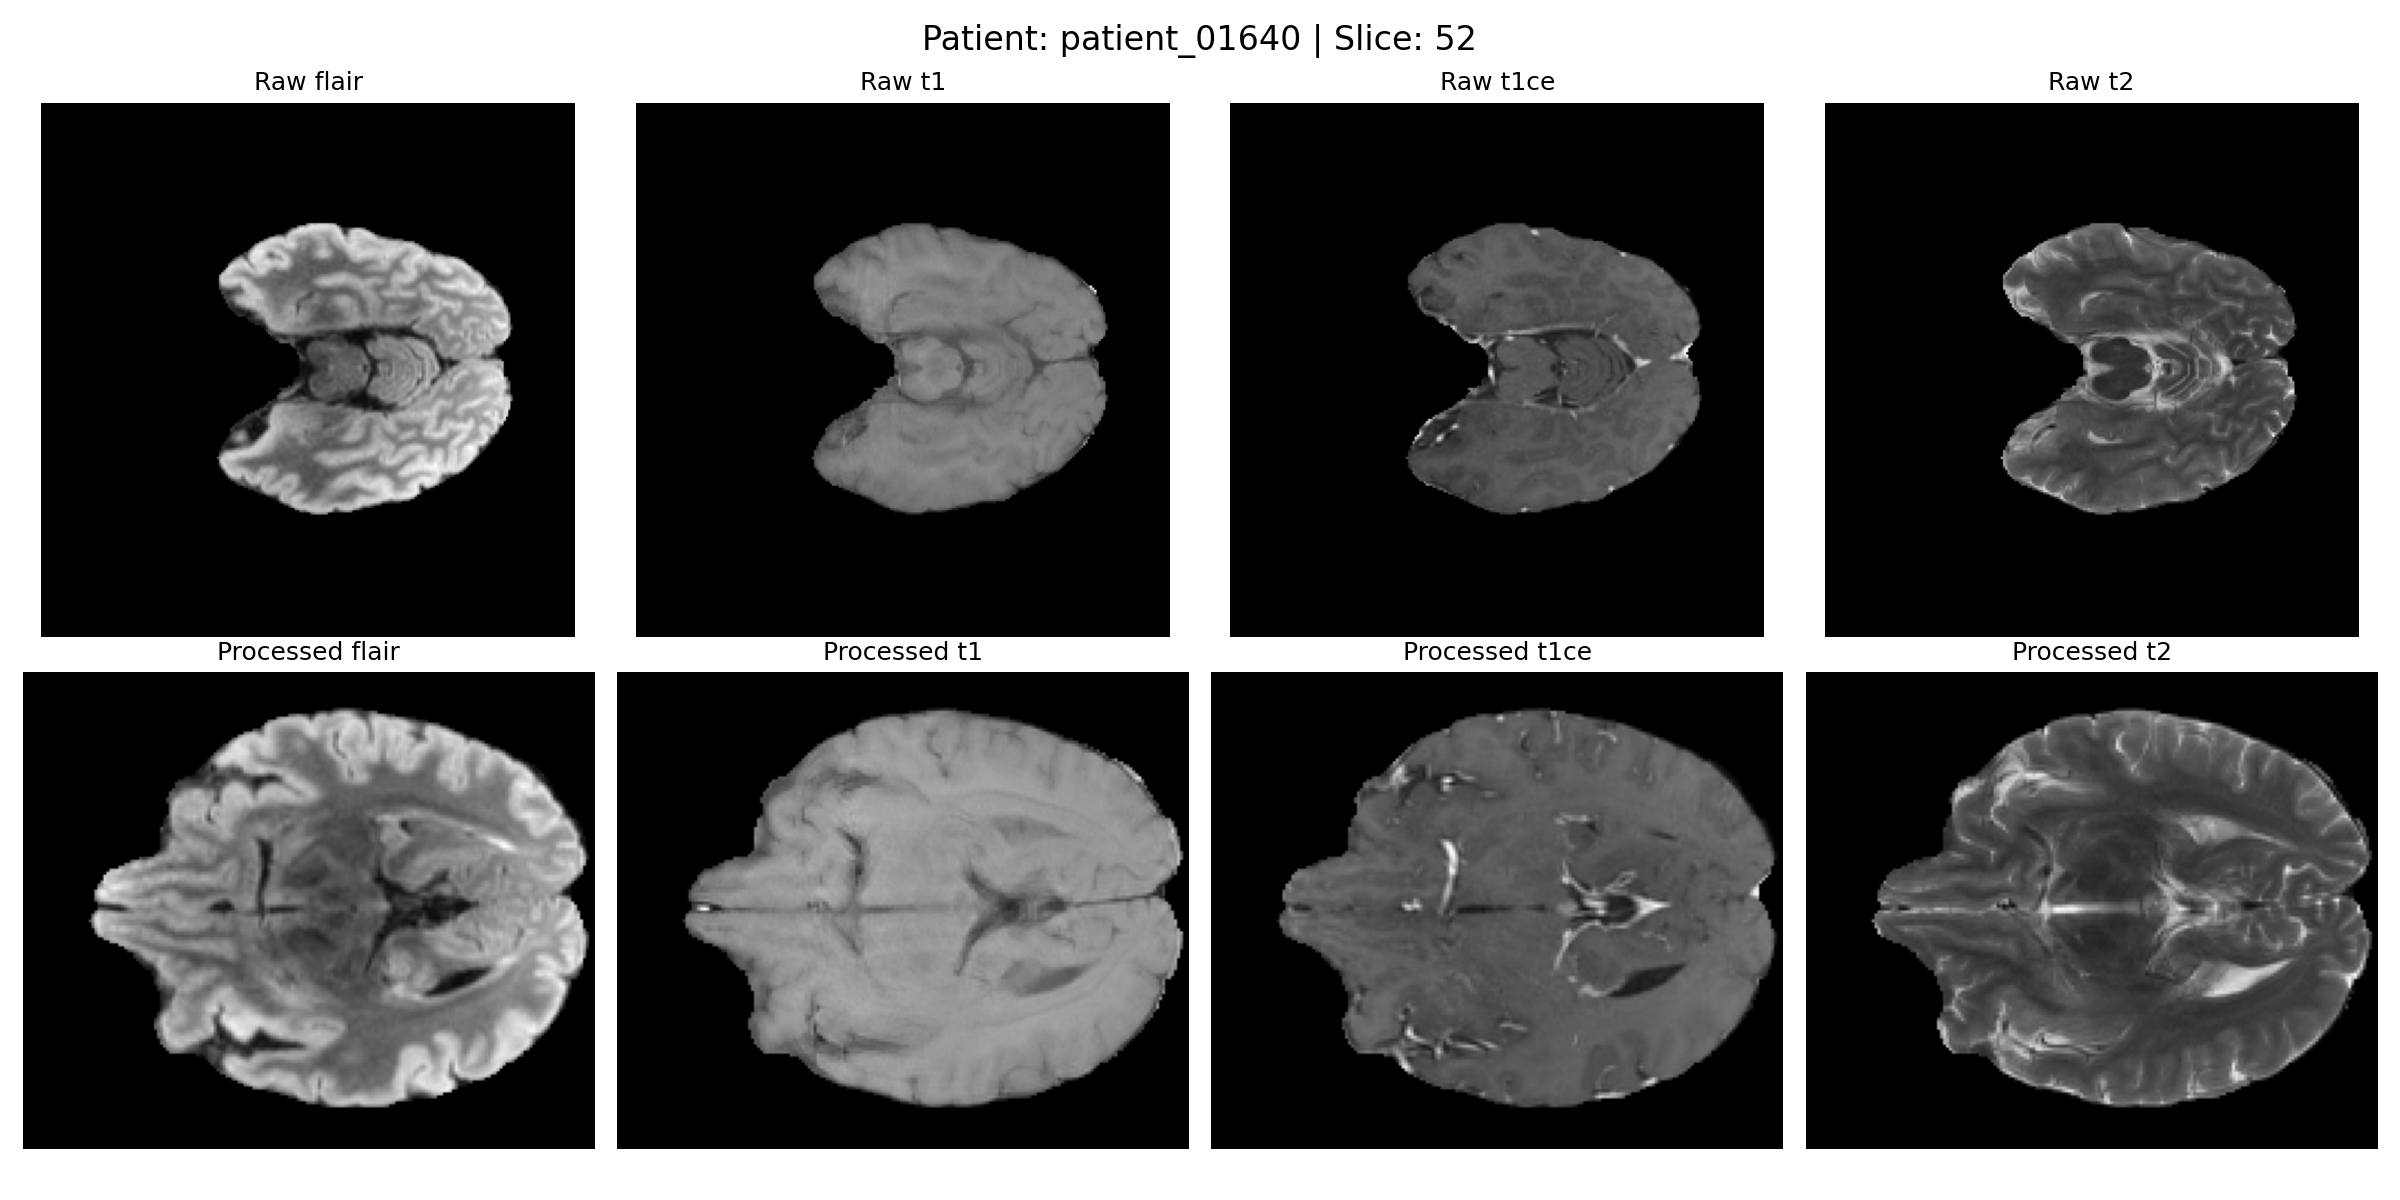 Patient: patient_01640 | Slice: 52
Raw flair
Raw t1
Raw t1ce
Raw t2
Processed flair
Processed t1
Processed t1ce
Processed t2